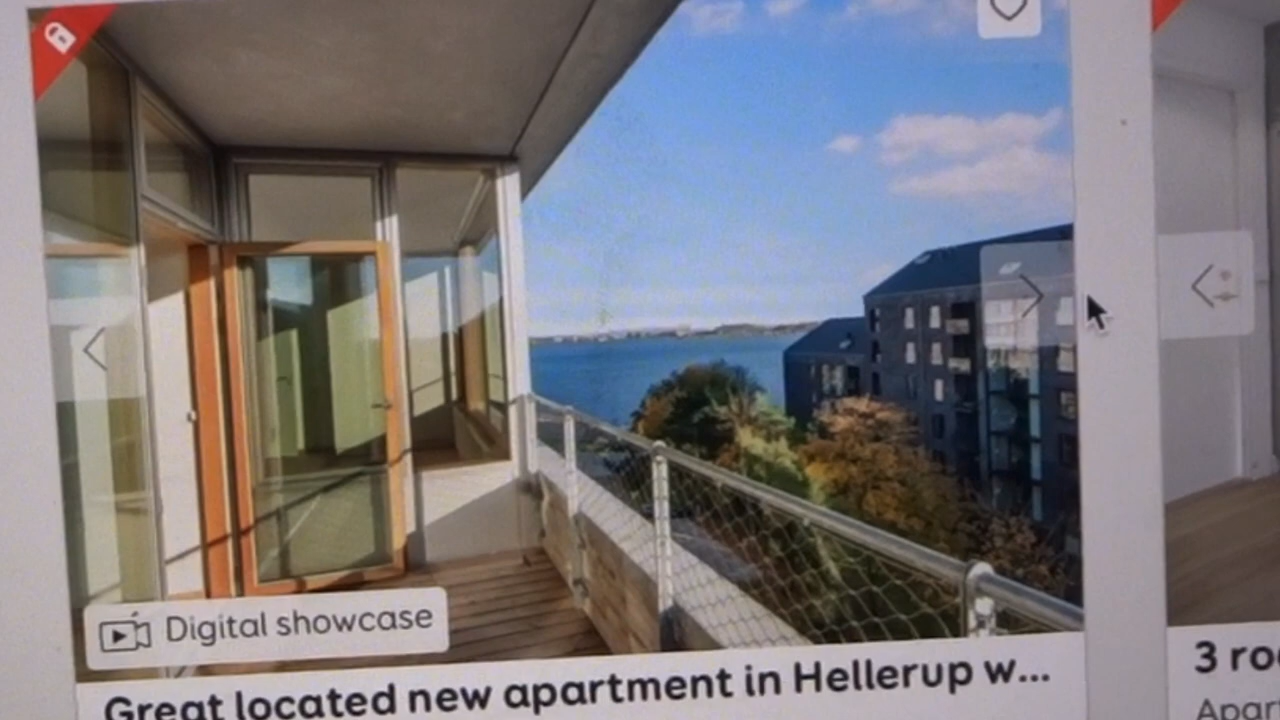 Digital showcase
Great located new apartment in Hellerup w...
3 ro
Apar